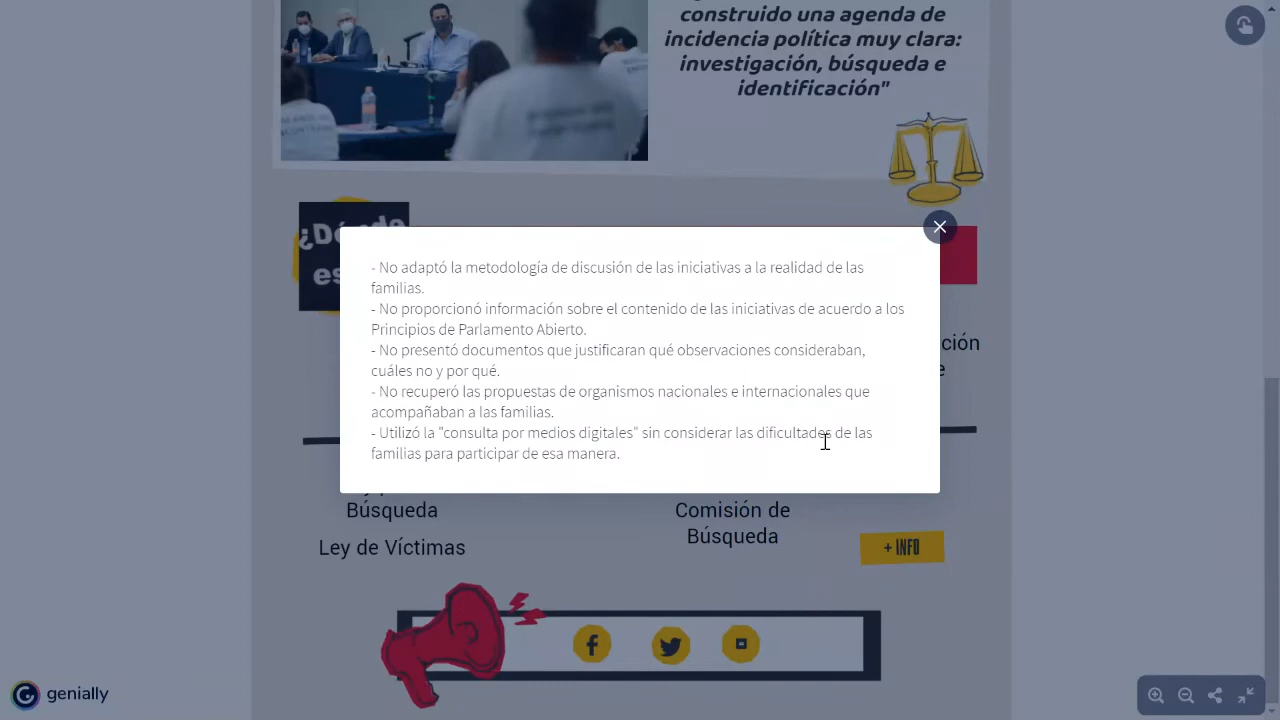 construido una agenda de
incidencia política muy clara:
investigación, búsqueda e
identificación"
¿Dónde
es
- No adaptó la metodología de discusión de las iniciativas a la realidad de las
familias.
- No proporcionó información sobre el contenido de las iniciativas de acuerdo a los
Principios de Parlamento Abierto.
- No presentó documentos que justificaran qué observaciones consideraban,
cuáles no y por qué.
- No recuperó las propuestas de organismos nacionales e internacionales que
acompañaban a las familias.
- Utilizó la "consulta por medios digitales" sin considerar las dificultades de las
familias para participar de esa manera.
ción
e
Búsqueda
Ley de Víctimas
Comisión de
Búsqueda
+ INFO
genially